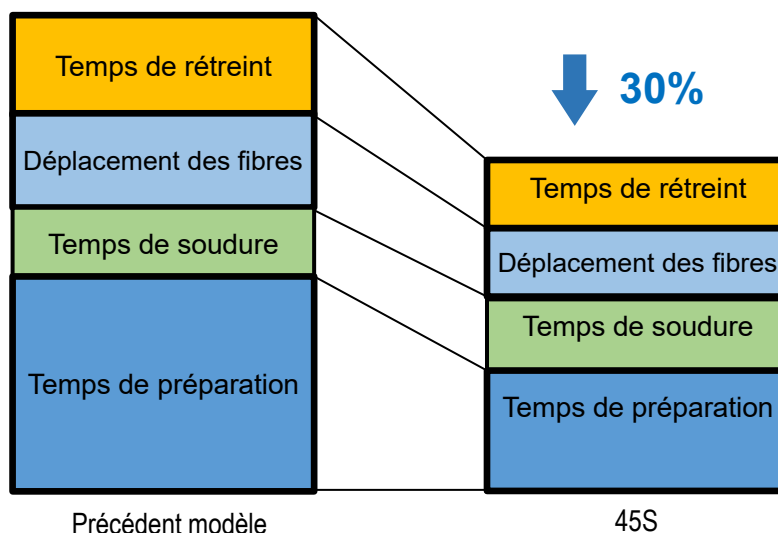 Temps de rétreint
Déplacement des fibres
Temps de soudure
Temps de préparation
Précédent modèle
30%
Temps de rétreint
Déplacement des fibres
Temps de soudure
Temps de préparation
45S